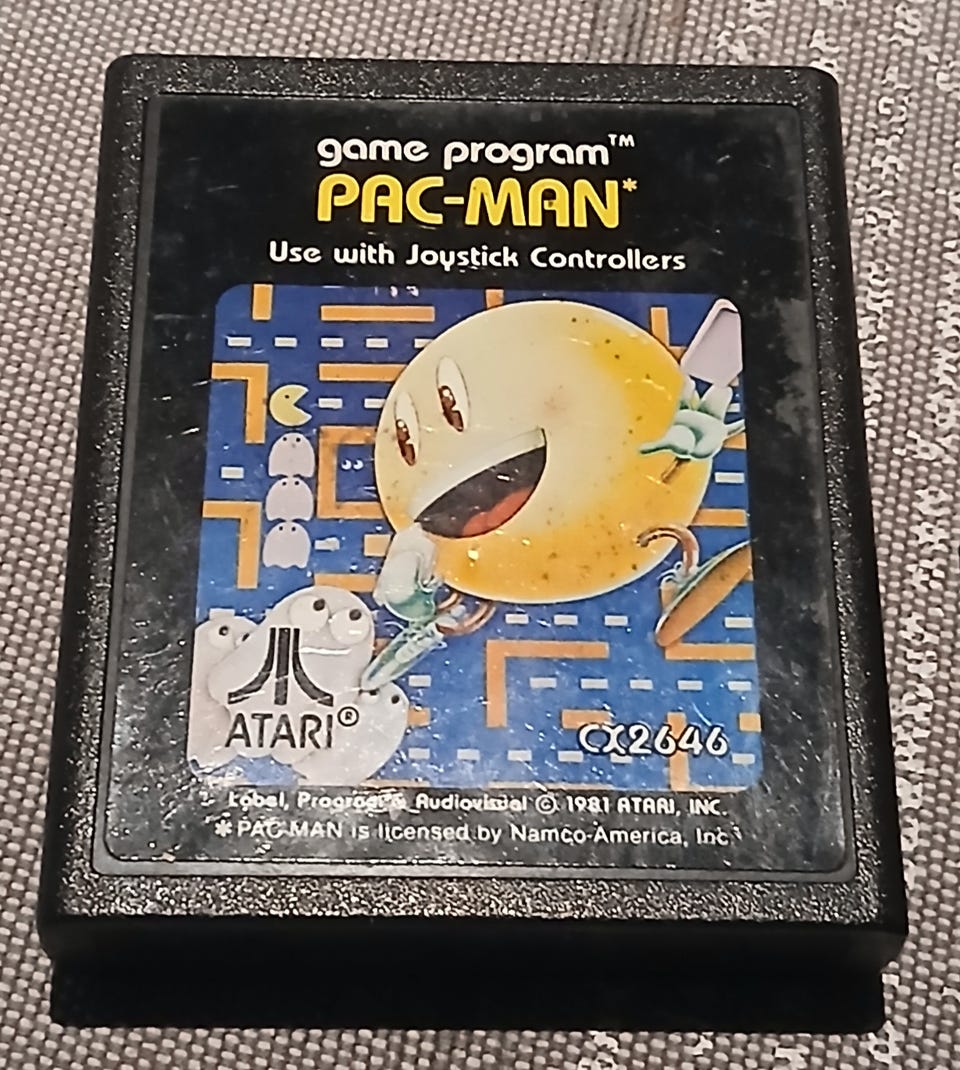 game program™
PAC-MAN*
Use with Joystick Controllers
ATARI®
CX2646
Label, Program & Audiovisual © 1981 ATARI, INC.
*PAC-MAN is licensed by Namco-America, Inc.